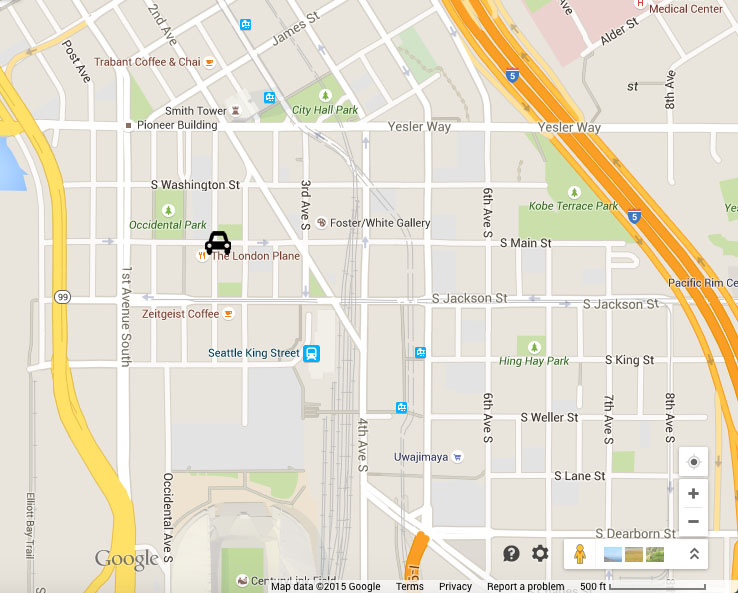 Medical Center
H
2nd Ave
James St
Alder St
Post Ave
Trabant Coffee & Chai
5
8th Ave
st
Smith Tower
City Hall Park
Pioneer Building
Yesler Way
Yesler Way
S Washington St
3rd Ave S
6th Ave S
Kobe Terrace Park
5
Occidental Park
Foster/White Gallery
S Main St
The London Plane
1st Avenue South
Pacific Rim Ce
99
S Jackson St
S Jackson St
Zeitgeist Coffee
Seattle King Street
Hing Hay Park
S King St
6th Ave S
7th Ave S
8th Ave S
S Weller St
4th Ave S
Uwajimaya
S Lane St
Occidental Ave S
Elliott Bay Trail
S Dearborn St
Google
CenturyLink Field
Map data ©2015 Google
Terms
Privacy
Report a problem
500 ft